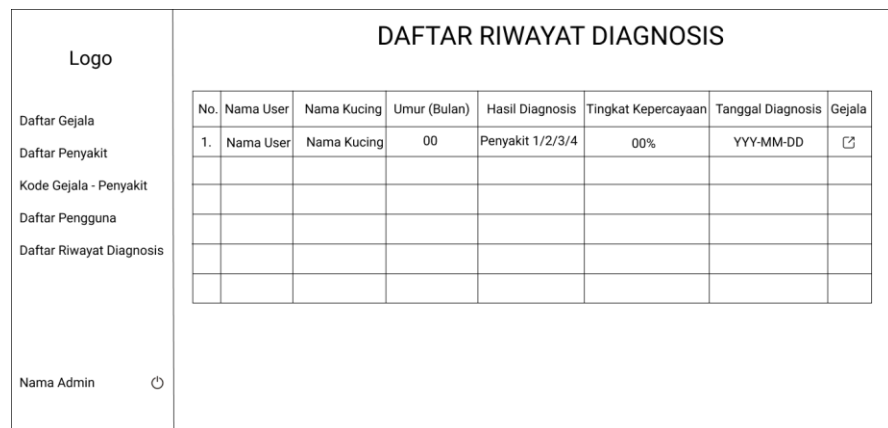 Logo
Daftar Gejala
Daftar Penyakit
Kode Gejala - Penyakit
Daftar Pengguna
Daftar Riwayat Diagnosis
Nama Admin
DAFTAR RIWAYAT DIAGNOSIS
No. Nama User Nama Kucing Umur (Bulan) Hasil Diagnosis Tingkat Kepercayaan Tanggal Diagnosis Gejala
1. Nama User Nama Kucing 00 Penyakit 1/2/3/4 00% YYY-MM-DD